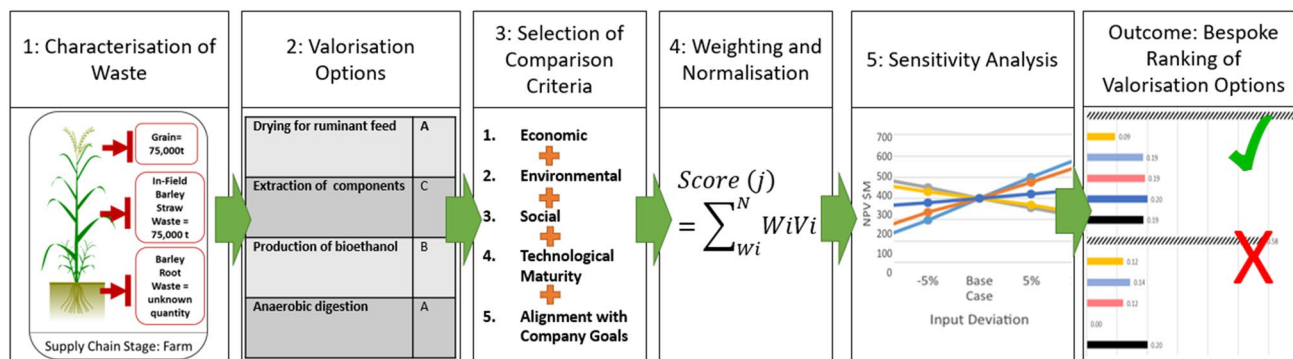 1: Characterisation of
Waste
Grain=
75,000t
In-Field
Barley
Straw
Waste =
75,000 t
Barley
Root
Waste =
unknown
quantity
Supply Chain Stage: Farm
2: Valorisation
Options
Drying for ruminant feed A
Extraction of components C
Production of bioethanol B
Anaerobic digestion A
3: Selection of
Comparison
Criteria
1. Economic
2. Environmental
3. Social
4. Technological
Maturity
5. Alignment with
Company Goals
4: Weighting and
Normalisation
Score (j)
= ∑ N Wi WiVi
5: Sensitivity Analysis
NPV $M
700
600
500
400
300
200
100
0
-5% Base 5%
Case
Input Deviation
Outcome: Bespoke
Ranking of
Valorisation Options
0.09
0.19
0.19
0.20
0.19
0.58
0.12
0.14
0.12
0.00
0.20